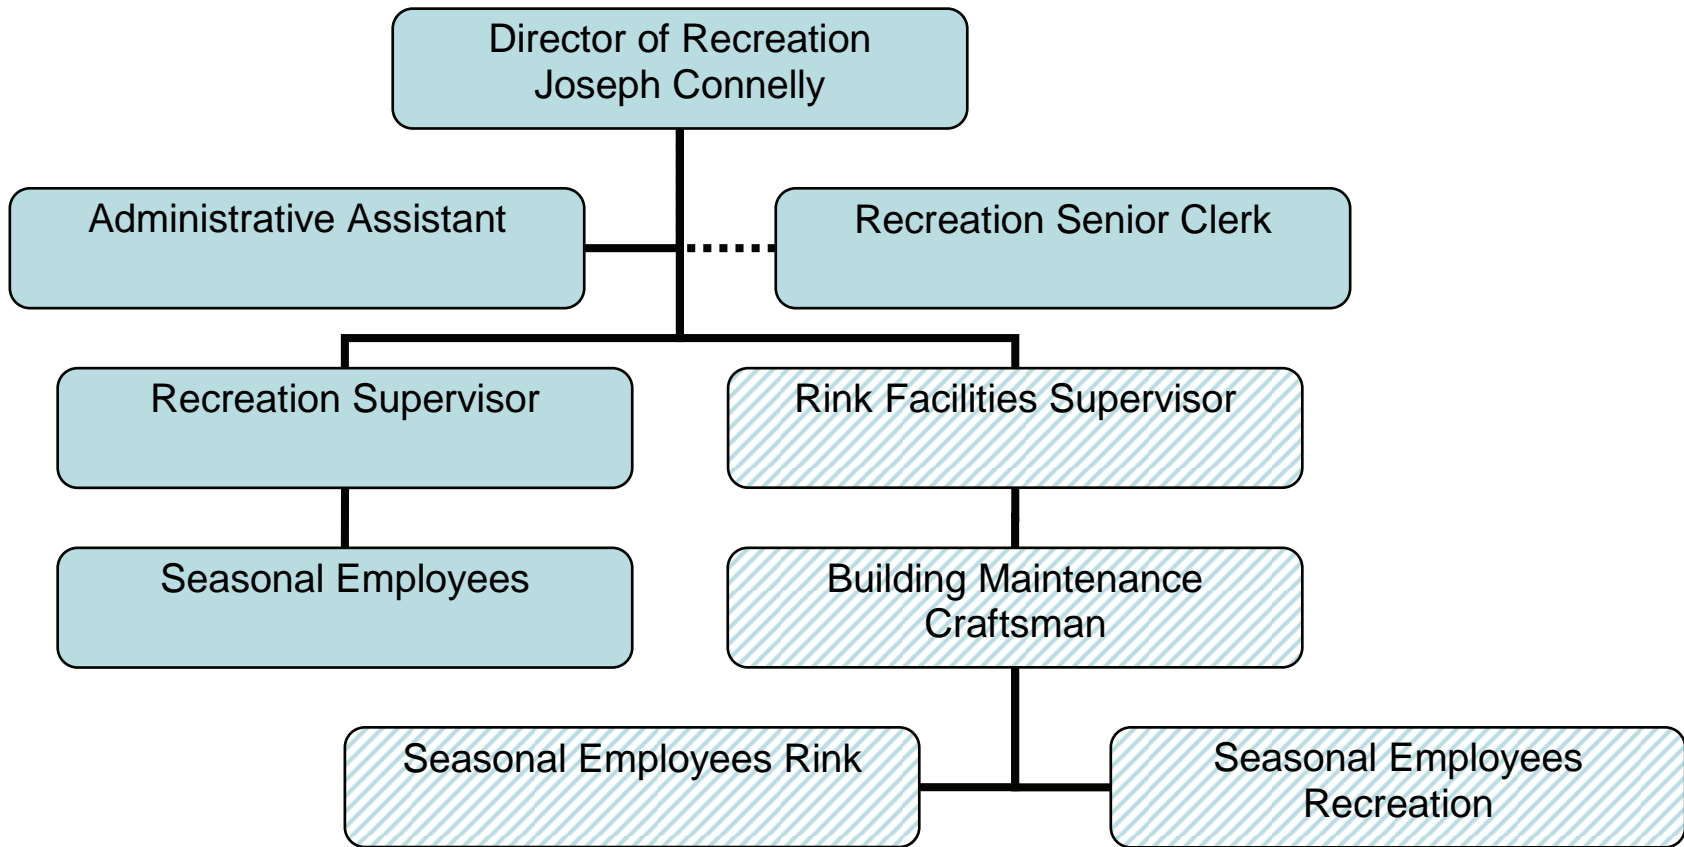 Director of Recreation
Joseph Connelly
Administrative Assistant
Recreation Senior Clerk
Recreation Supervisor
Rink Facilities Supervisor
Seasonal Employees
Building Maintenance
Craftsman
Seasonal Employees Rink
Seasonal Employees
Recreation